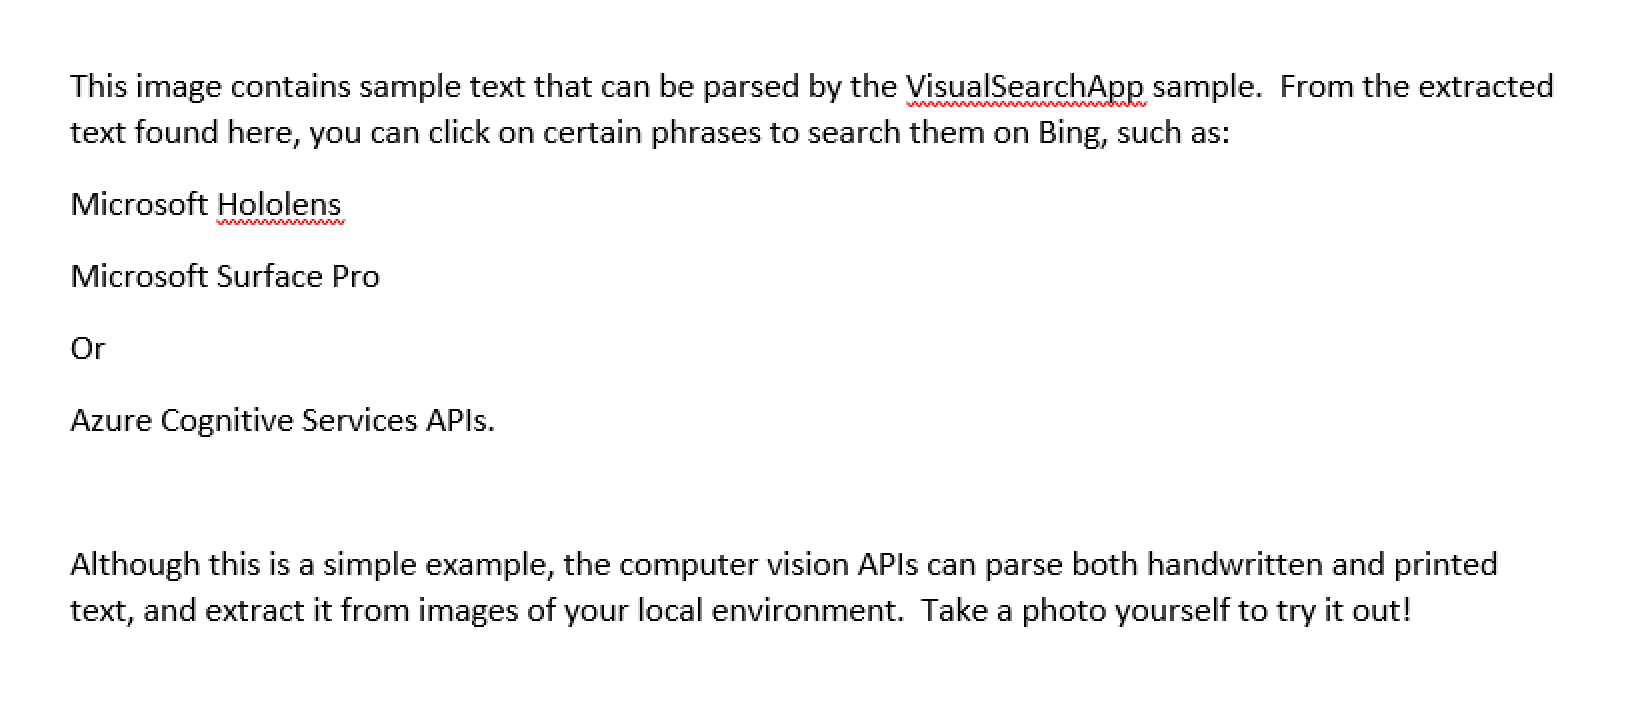 This image contains sample text that can be parsed by the VisualSearchApp sample.  From the extracted
text found here, you can click on certain phrases to search them on Bing, such as:
Microsoft Hololens
Microsoft Surface Pro
Or
Azure Cognitive Services APIs.
Although this is a simple example, the computer vision APIs can parse both handwritten and printed
text, and extract it from images of your local environment.  Take a photo yourself to try it out!